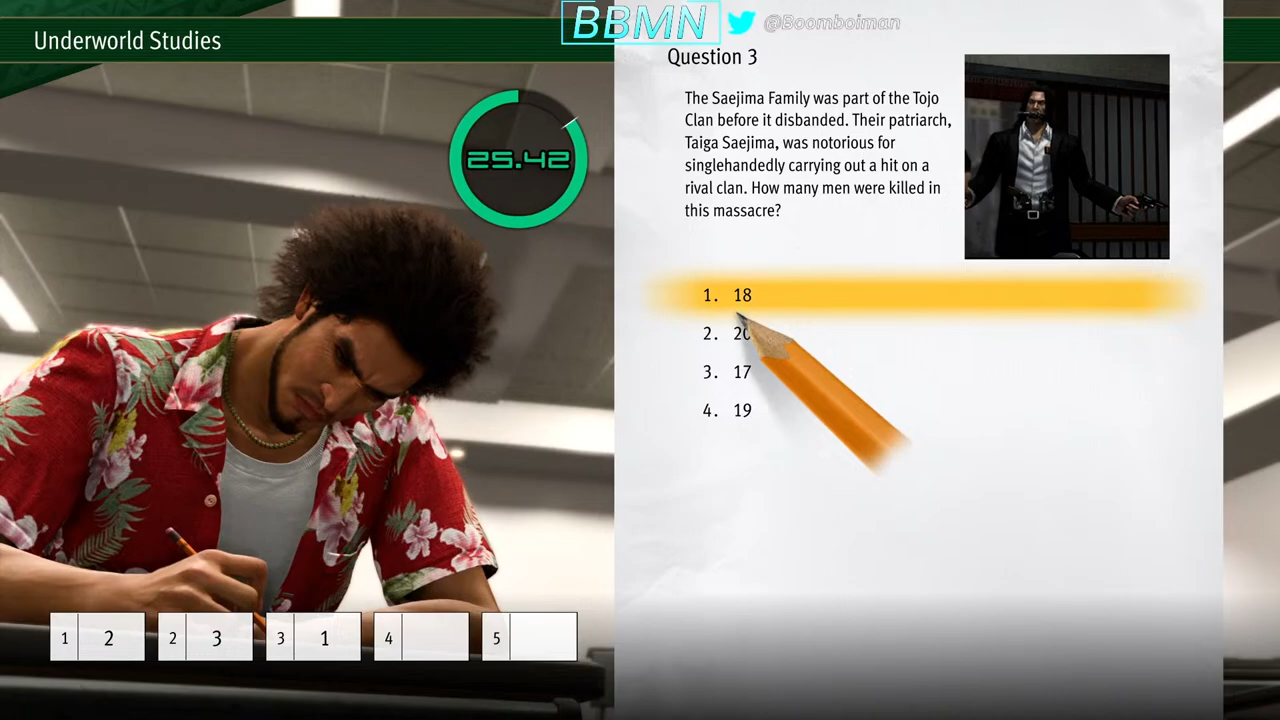 BBMN @Boomboiman
Underworld Studies
25.42
Question 3
The Saejima Family was part of the Tojo
Clan before it disbanded. Their patriarch,
Taiga Saejima, was notorious for
singlehandedly carrying out a hit on a
rival clan. How many men were killed in
this massacre?
1. 18
2. 20
3. 17
4. 19
1 2 2 3 3 1 4 5